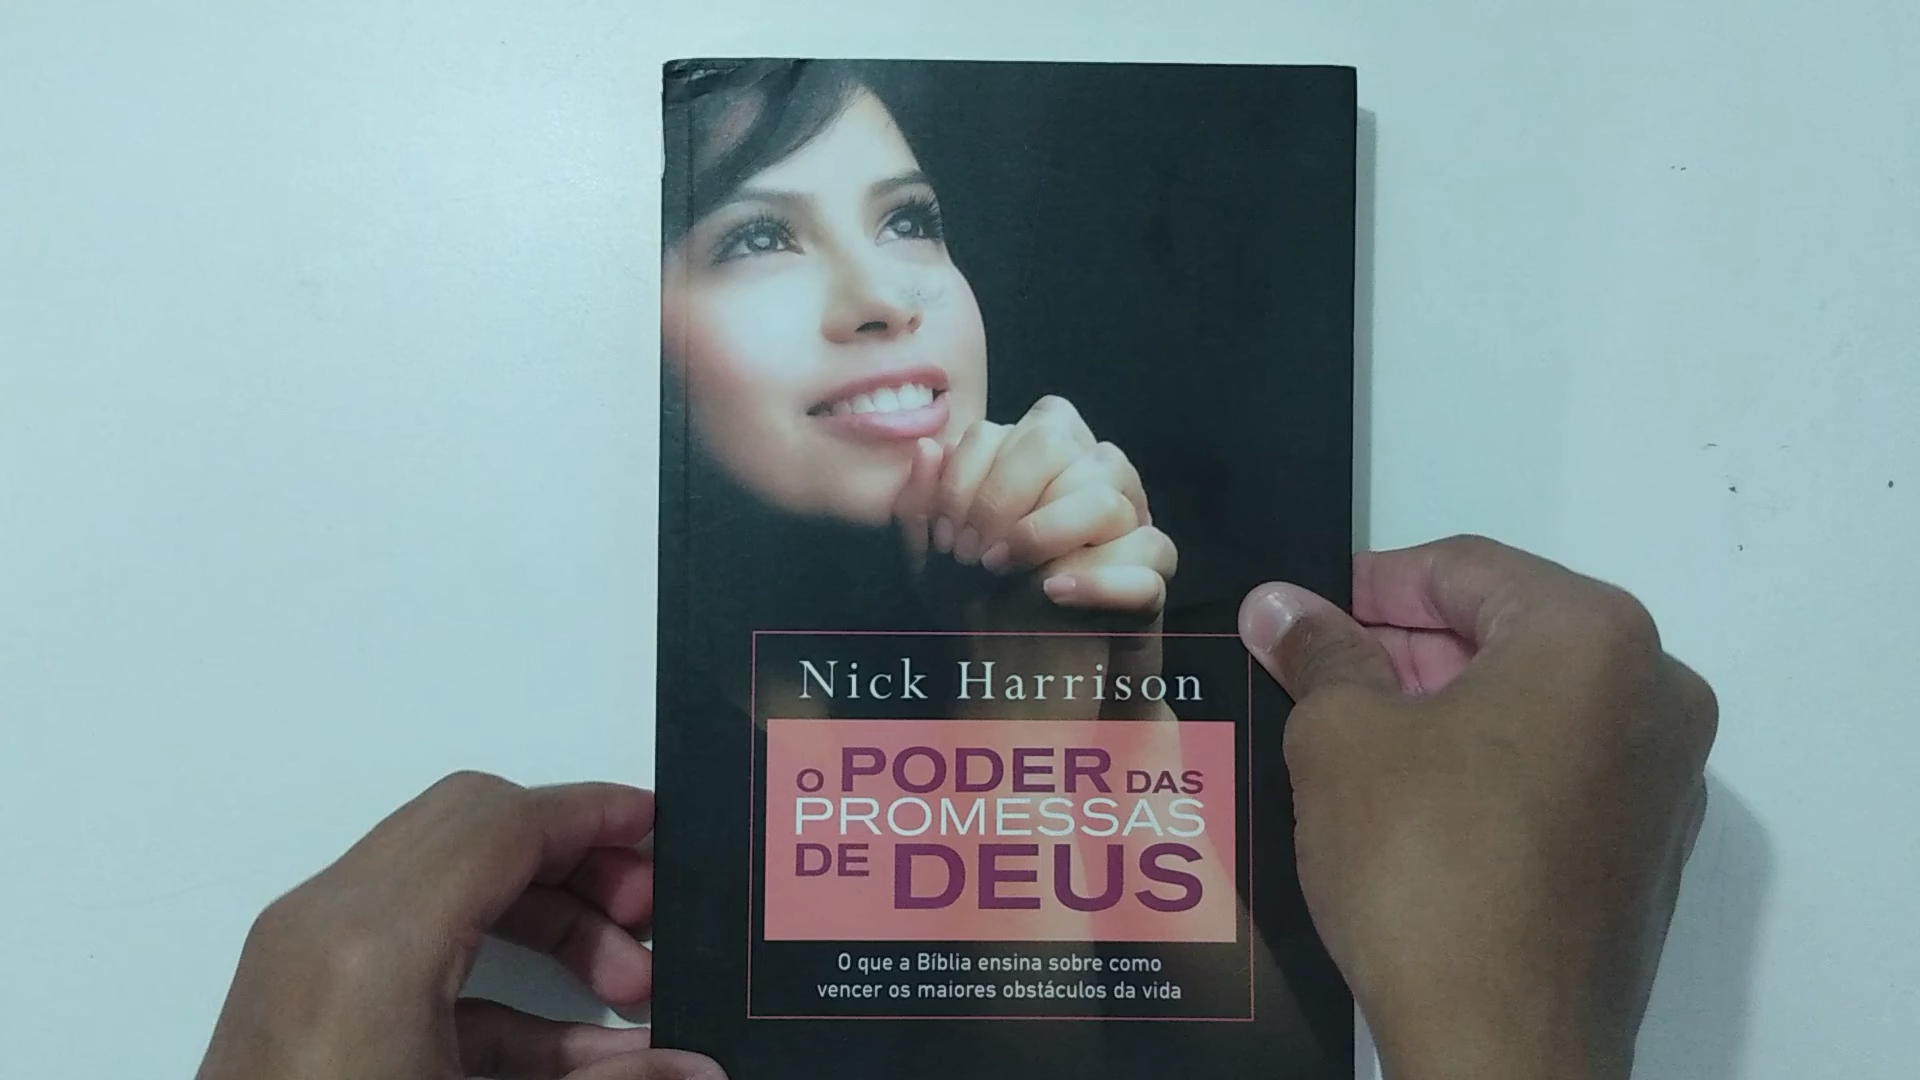 Nick Harrison
O PODER DAS
PROMESSAS
DE DEUS
O que a Bíblia ensina sobre como
vencer os maiores obstáculos da vida